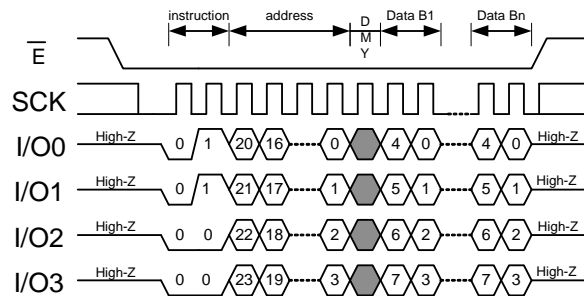 instruction address D M Y Data B1 Data Bn
E
SCK
I/O0 High-Z 0 1 20 16 0 4 0 4 0 High-Z
I/O1 High-Z 0 1 21 17 1 5 1 5 1 High-Z
I/O2 High-Z 0 0 22 18 2 6 2 6 2 High-Z
I/O3 High-Z 0 0 23 19 3 7 3 7 3 High-Z